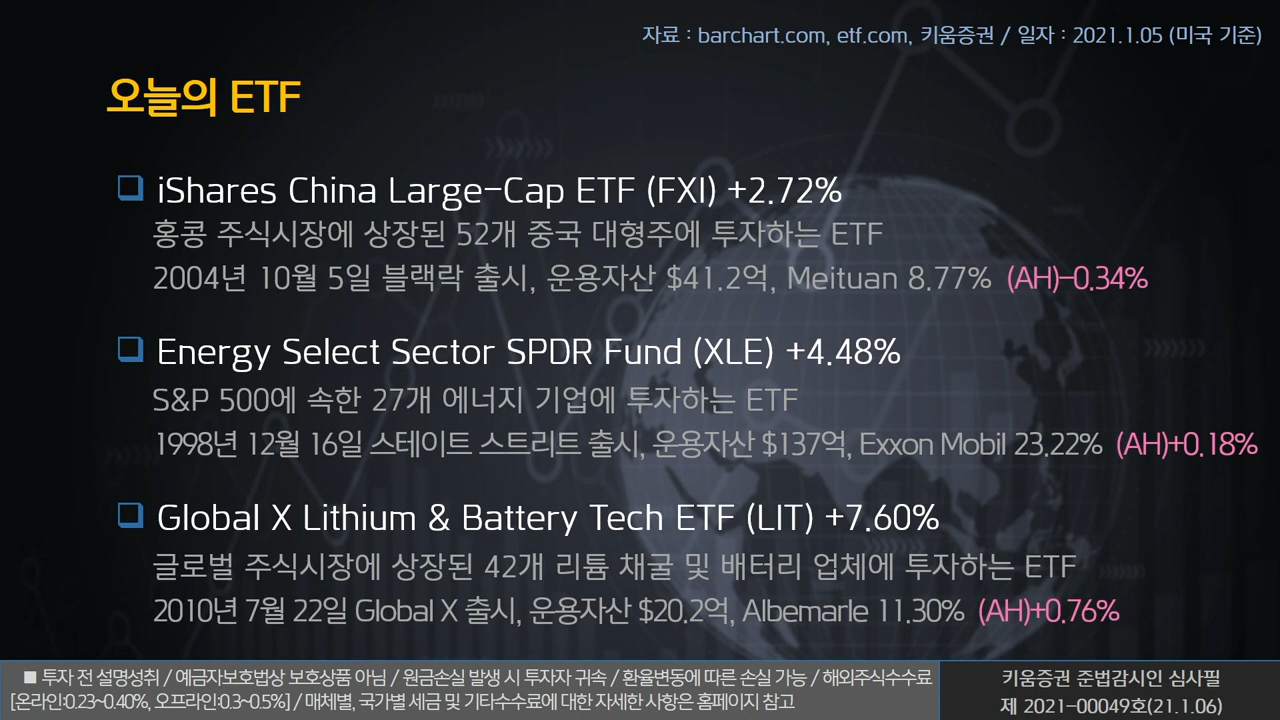 자료 : barchart.com, etf.com, 키움증권 / 일자 : 2021.1.05 (미국 기준)
오늘의 ETF
❑ iShares China Large-Cap ETF (FXI) +2.72%
홍콩 주식시장에 상장된 52개 중국 대형주에 투자하는 ETF
2004년 10월 5일 블랙락 출시, 운용자산 $41.2억, Meituan 8.77% (AH)-0.34%
❑ Energy Select Sector SPDR Fund (XLE) +4.48%
S&P 500에 속한 27개 에너지 기업에 투자하는 ETF
1998년 12월 16일 스테이트 스트리트 출시, 운용자산 $137억, Exxon Mobil 23.22% (AH)+0.18%
❑ Global X Lithium & Battery Tech ETF (LIT) +7.60%
글로벌 주식시장에 상장된 42개 리튬 채굴 및 배터리 업체에 투자하는 ETF
2010년 7월 22일 Global X 출시, 운용자산 $20.2억, Albemarle 11.30% (AH)+0.76%
■ 투자 전 설명성취 / 예금자보호법상 보호상품 아님 / 원금손실 발생 시 투자자 귀속 / 환율변동에 따른 손실 가능 / 해외주식수수료
[온라인:0.23~0.40%, 오프라인:0.3~0.5%] / 매체별, 국가별 세금 및 기타수수료에 대한 자세한 사항은 홈페이지 참고
키움증권 준법감시인 심사필
제 2021-00049호(21.1.06)